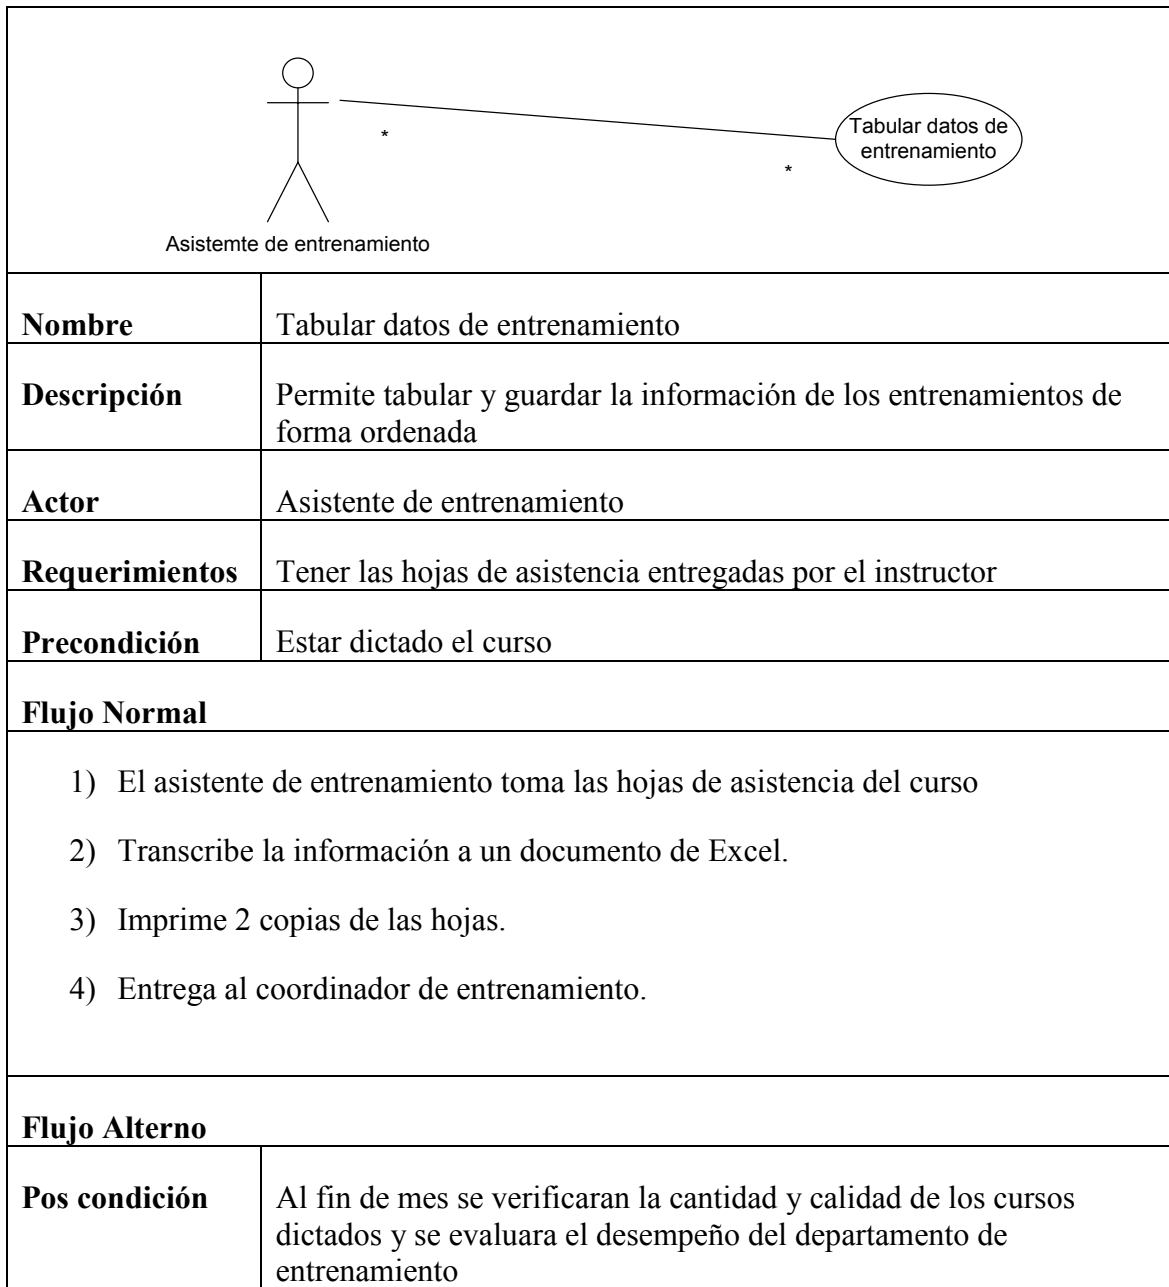 *
*
Tabular datos de
entrenamiento
Asistemte de entrenamiento
Nombre
Tabular datos de entrenamiento
Descripción
Permite tabular y guardar la información de los entrenamientos de
forma ordenada
Actor
Asistente de entrenamiento
Requerimientos
Tener las hojas de asistencia entregadas por el instructor
Precondición
Estar dictado el curso
Flujo Normal
1) El asistente de entrenamiento toma las hojas de asistencia del curso
2) Transcribe la información a un documento de Excel.
3) Imprime 2 copias de las hojas.
4) Entrega al coordinador de entrenamiento.
Flujo Alterno
Pos condición
Al fin de mes se verificaran la cantidad y calidad de los cursos
dictados y se evaluara el desempeño del departamento de
entrenamiento